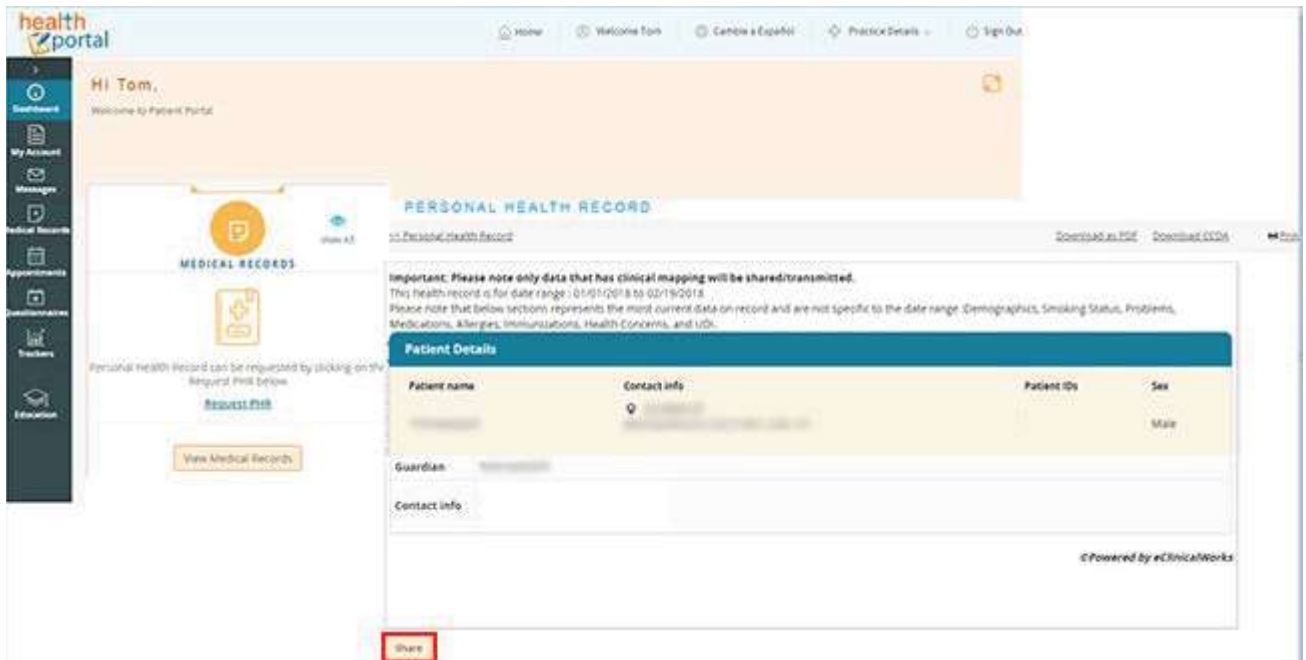 health
portal
Home
Welcome Tom
Cambie a Español
Practice Details
Sign Out
Hi Tom,
Welcome to Patient Portal
Dashboard
My Account
Messages
Medical Records
Appointments
Questionnaires
Trackers
Education
View All
MEDICAL RECORDS
Personal Health Record can be requested by clicking on the
Request PHR below
Request PHR
View Medical Records
PERSONAL HEALTH RECORD
<< Personal Health Record
Download as PDF
Download CCDA
Print
Important: Please note only data that has clinical mapping will be shared/transmitted.
This health record is for date range : 01/01/2018 to 02/19/2018
Please note that below sections represents the most current data on record and are not specific to the date range :Demographics, Smoking Status, Problems,
Medications, Allergies, Immunizations, Health Concerns, and UDI.
Patient Details
Patient name
Contact info
Patient IDs
Sex
Male
Guardian
Contact info
©Powered by eClinicalWorks
Share